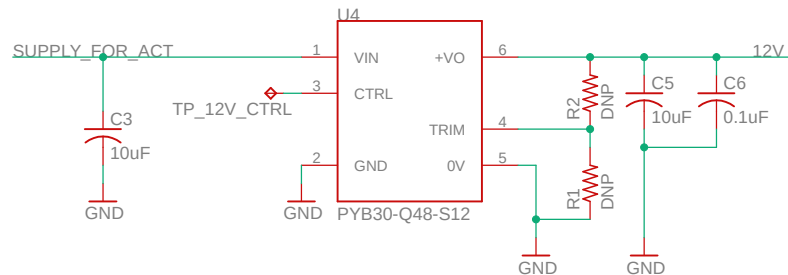 U4
SUPPLY_FOR_ACT
1
VIN
+VO
6
12V
3
CTRL
TP_12V_CTRL
R2
DNP
C5
10uF
C6
0.1uF
C3
10uF
TRIM
4
2
GND
0V
5
R1
DNP
GND
GND
PYB30-Q48-S12
GND
GND